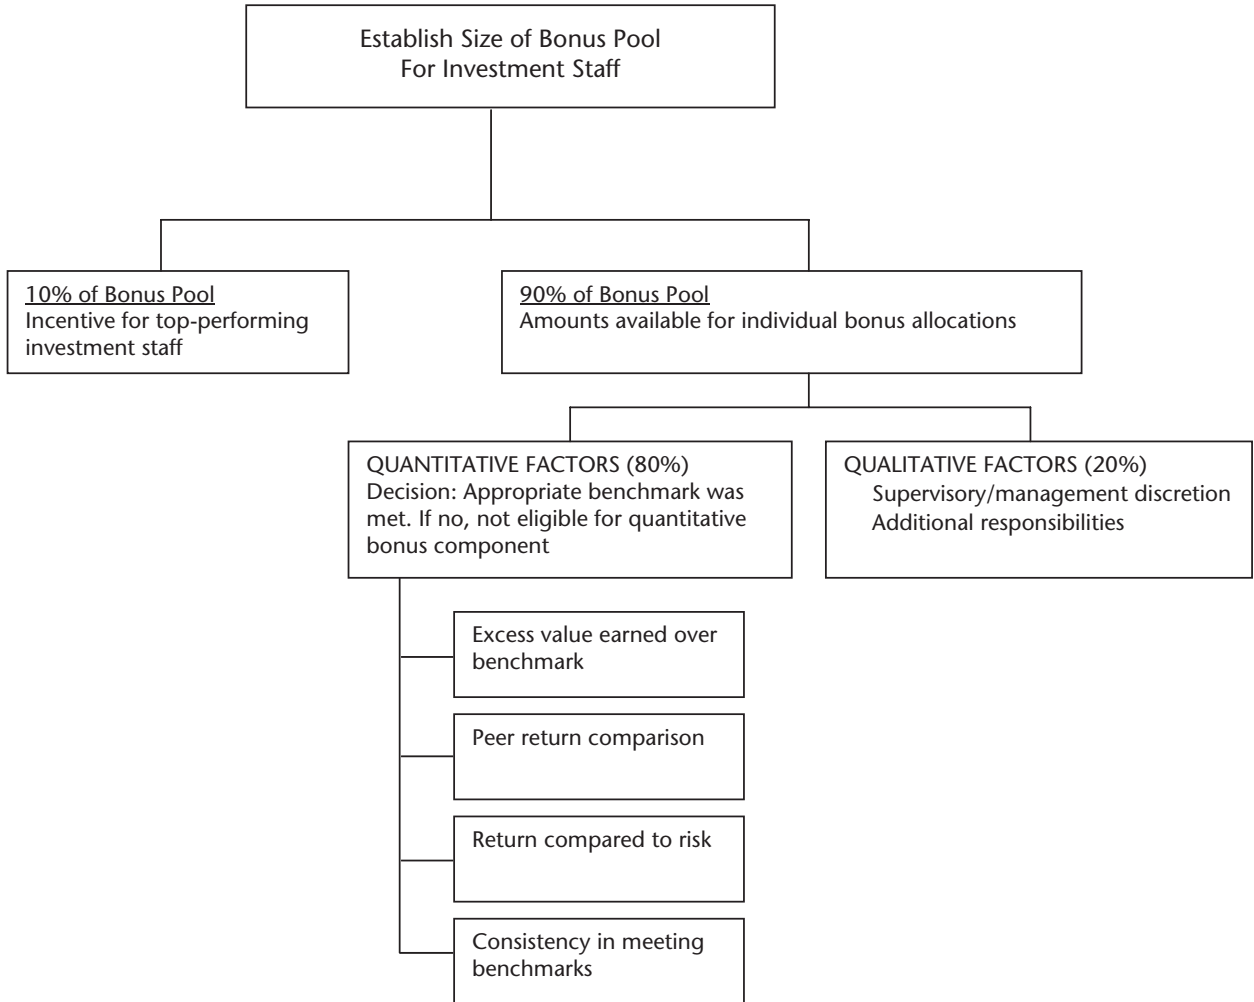 Establish Size of Bonus Pool
For Investment Staff
10% of Bonus Pool
Incentive for top-performing
investment staff
90% of Bonus Pool
Amounts available for individual bonus allocations
QUANTITATIVE FACTORS (80%)
Decision: Appropriate benchmark was
met. If no, not eligible for quantitative
bonus component
QUALITATIVE FACTORS (20%)
Supervisory/management discretion
Additional responsibilities
Excess value earned over
benchmark
Peer return comparison
Return compared to risk
Consistency in meeting
benchmarks